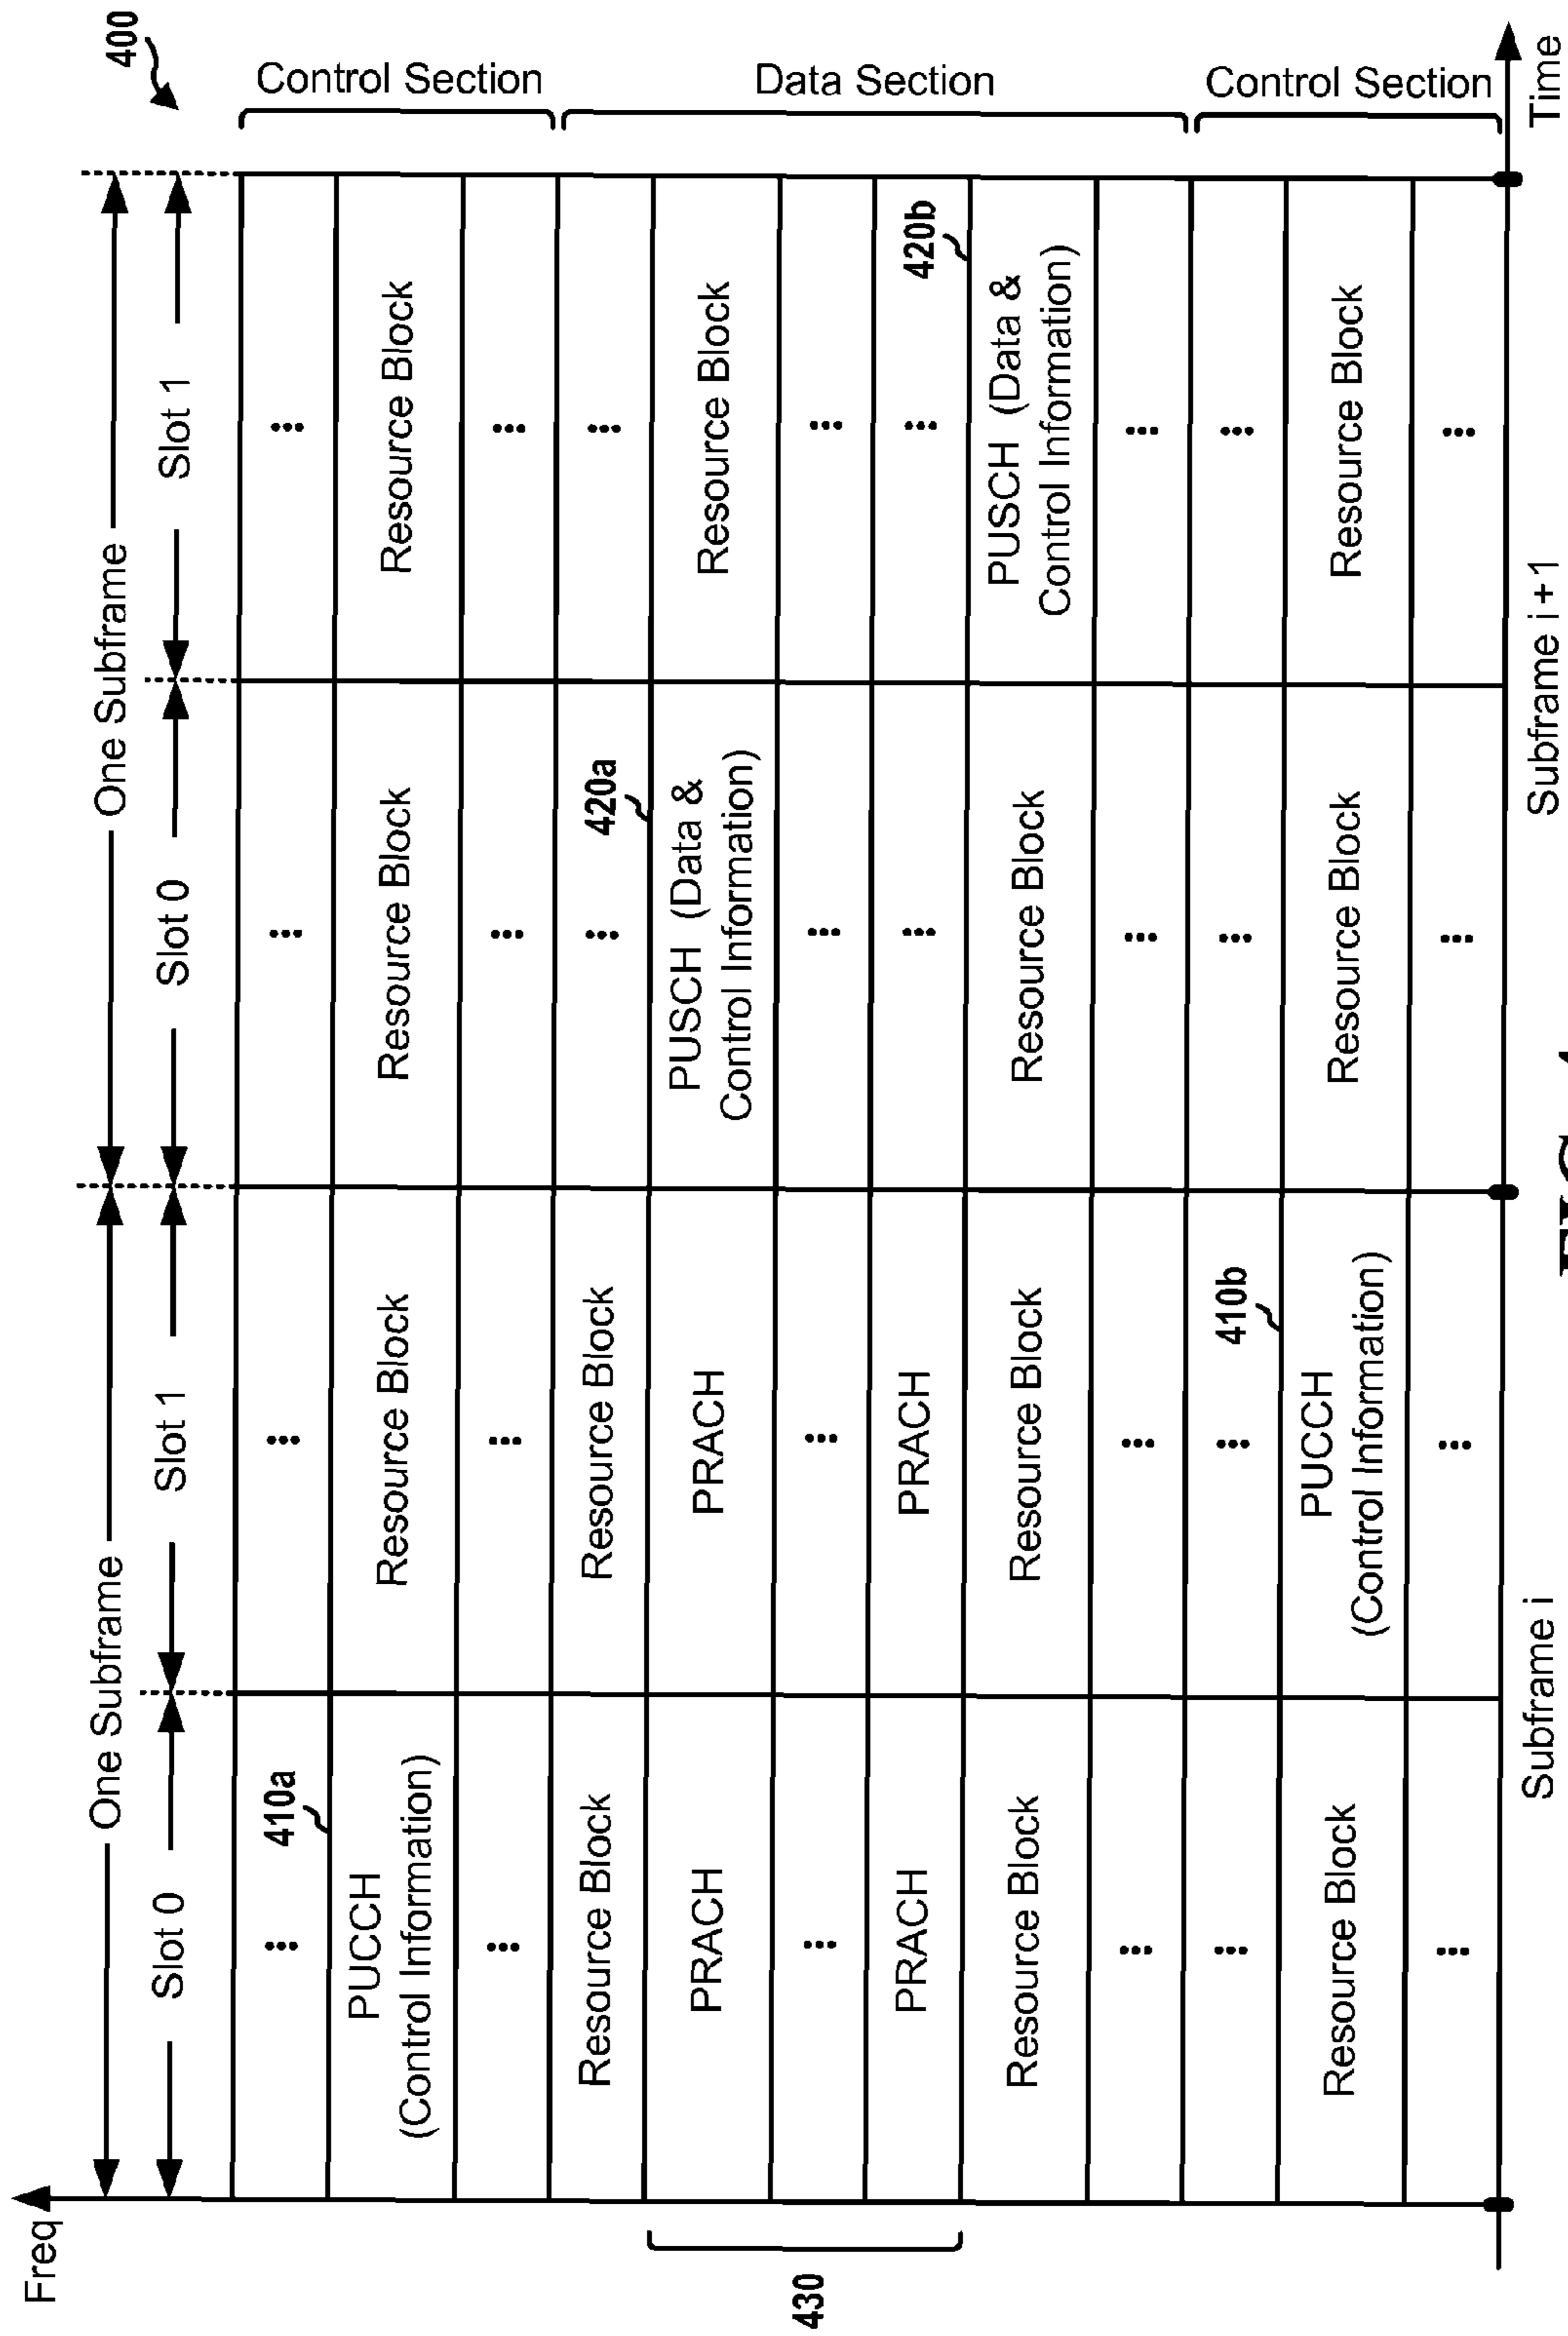 400
Freq
One Subframe
One Subframe
Slot 0
Slot 1
Slot 0
Slot 1
Control Section
...
410a
...
...
...
PUCCH
(Control Information)
Resource Block
Resource Block
Resource Block
...
...
...
...
Data Section
Resource Block
Resource Block
...
420a
...
430
PRACH
PRACH
PUSCH (Data &
Control Information)
Resource Block
...
...
...
...
PRACH
PRACH
...
...
420b
Resource Block
Resource Block
Resource Block
PUSCH (Data &
Control Information)
...
...
...
...
Control Section
...
...
410b
...
...
Resource Block
PUCCH
(Control Information)
Resource Block
Resource Block
...
...
...
...
Subframe i
Subframe i + 1
Time